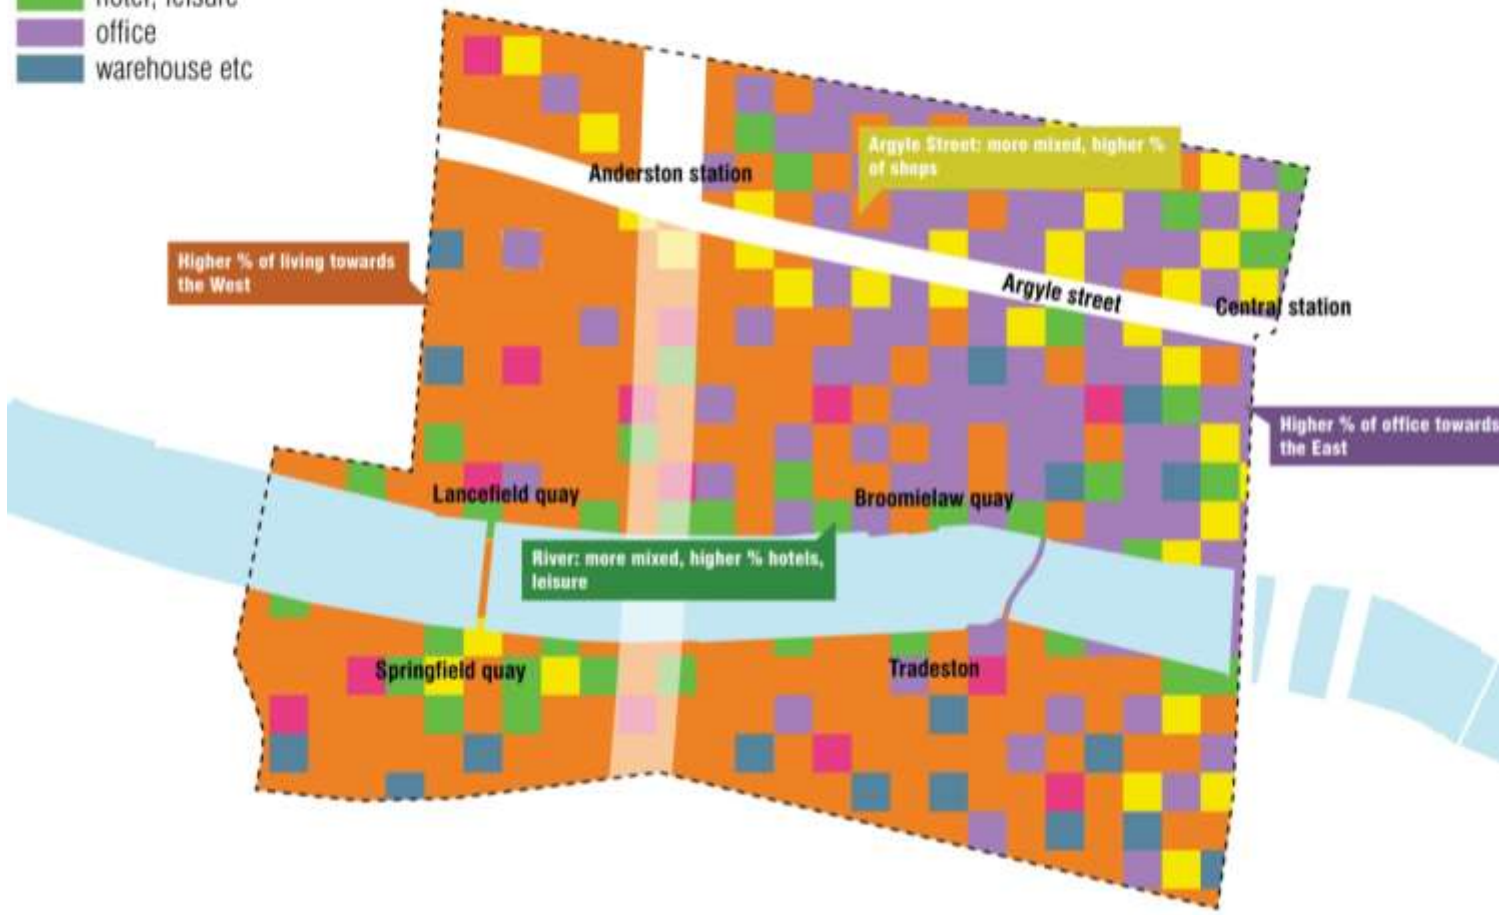 hotel, leisure
office
warehouse etc
Argyle Street: more mixed, higher %
of shops
Anderston station
Higher % of living towards
the West
Argyle street
Central station
Higher % of office towards
the East
Lancefield quay
Broomielaw quay
River: more mixed, higher % hotels,
leisure
Springfield quay
Tradeston